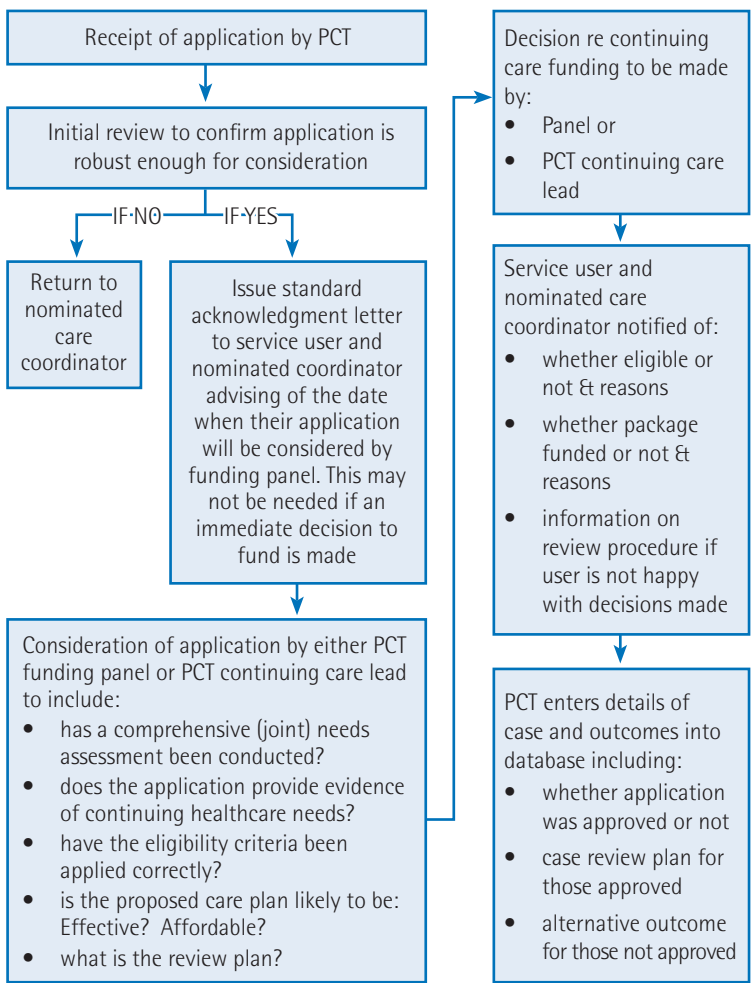 Receipt of application by PCT
Initial review to confirm application is
robust enough for consideration
IF NO
IF YES
Return to
nominated
care
coordinator
Issue standard
acknowledgment letter
to service user and
nominated coordinator
advising of the date
when their application
will be considered by
funding panel. This may
not be needed if an
immediate decision to
fund is made
Consideration of application by either PCT
funding panel or PCT continuing care lead
to include:
• has a comprehensive (joint) needs
assessment been conducted?
• does the application provide evidence
of continuing healthcare needs?
• have the eligibility criteria been
applied correctly?
• is the proposed care plan likely to be:
Effective? Affordable?
• what is the review plan?
Decision re continuing
care funding to be made
by:
• Panel or
• PCT continuing care
lead
Service user and
nominated care
coordinator notified of:
• whether eligible or
not & reasons
• whether package
funded or not &
reasons
• information on
review procedure if
user is not happy
with decisions made
PCT enters details of
case and outcomes into
database including:
• whether application
was approved or not
• case review plan for
those approved
• alternative outcome
for those not approved